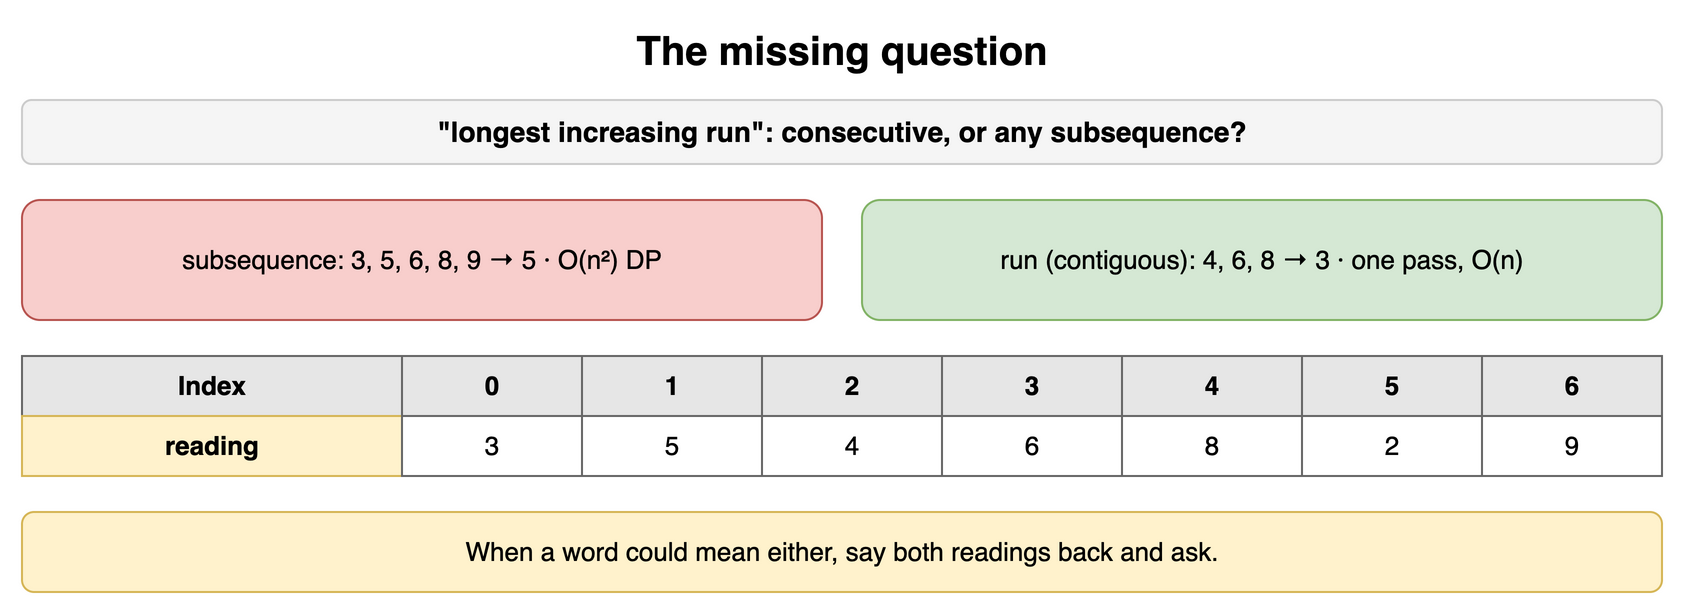 The missing question
"longest increasing run": consecutive, or any subsequence?
subsequence: 3, 5, 6, 8, 9 → 5 · O(n²) DP
run (contiguous): 4, 6, 8 → 3 · one pass, O(n)
Index 0 1 2 3 4 5 6
reading 3 5 4 6 8 2 9
When a word could mean either, say both readings back and ask.